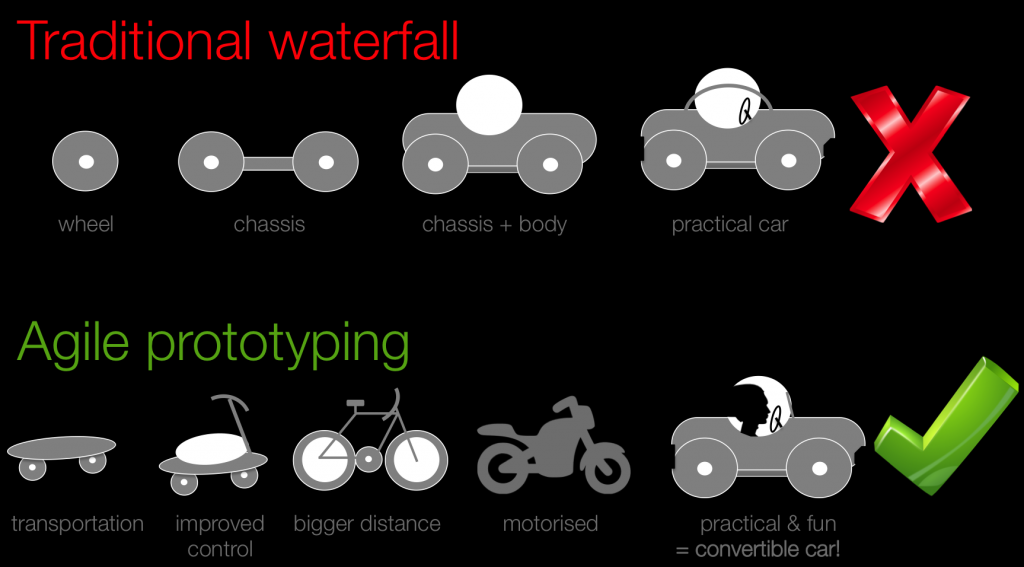 Traditional waterfall
wheel
chassis
chassis + body
practical car
Agile prototyping
transportation
improved
control
bigger distance
motorised
practical & fun
= convertible car!